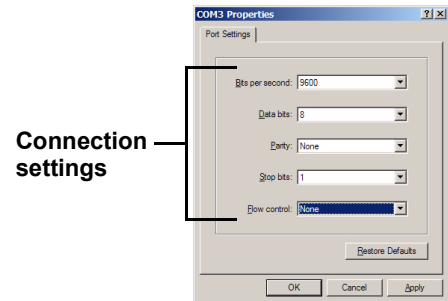 COM3 Properties
Port Settings
Bits per second: 9600
Data bits: 8
Parity: None
Stop bits: 1
Flow control: None
Connection
settings
Restore Defaults
OK Cancel Apply